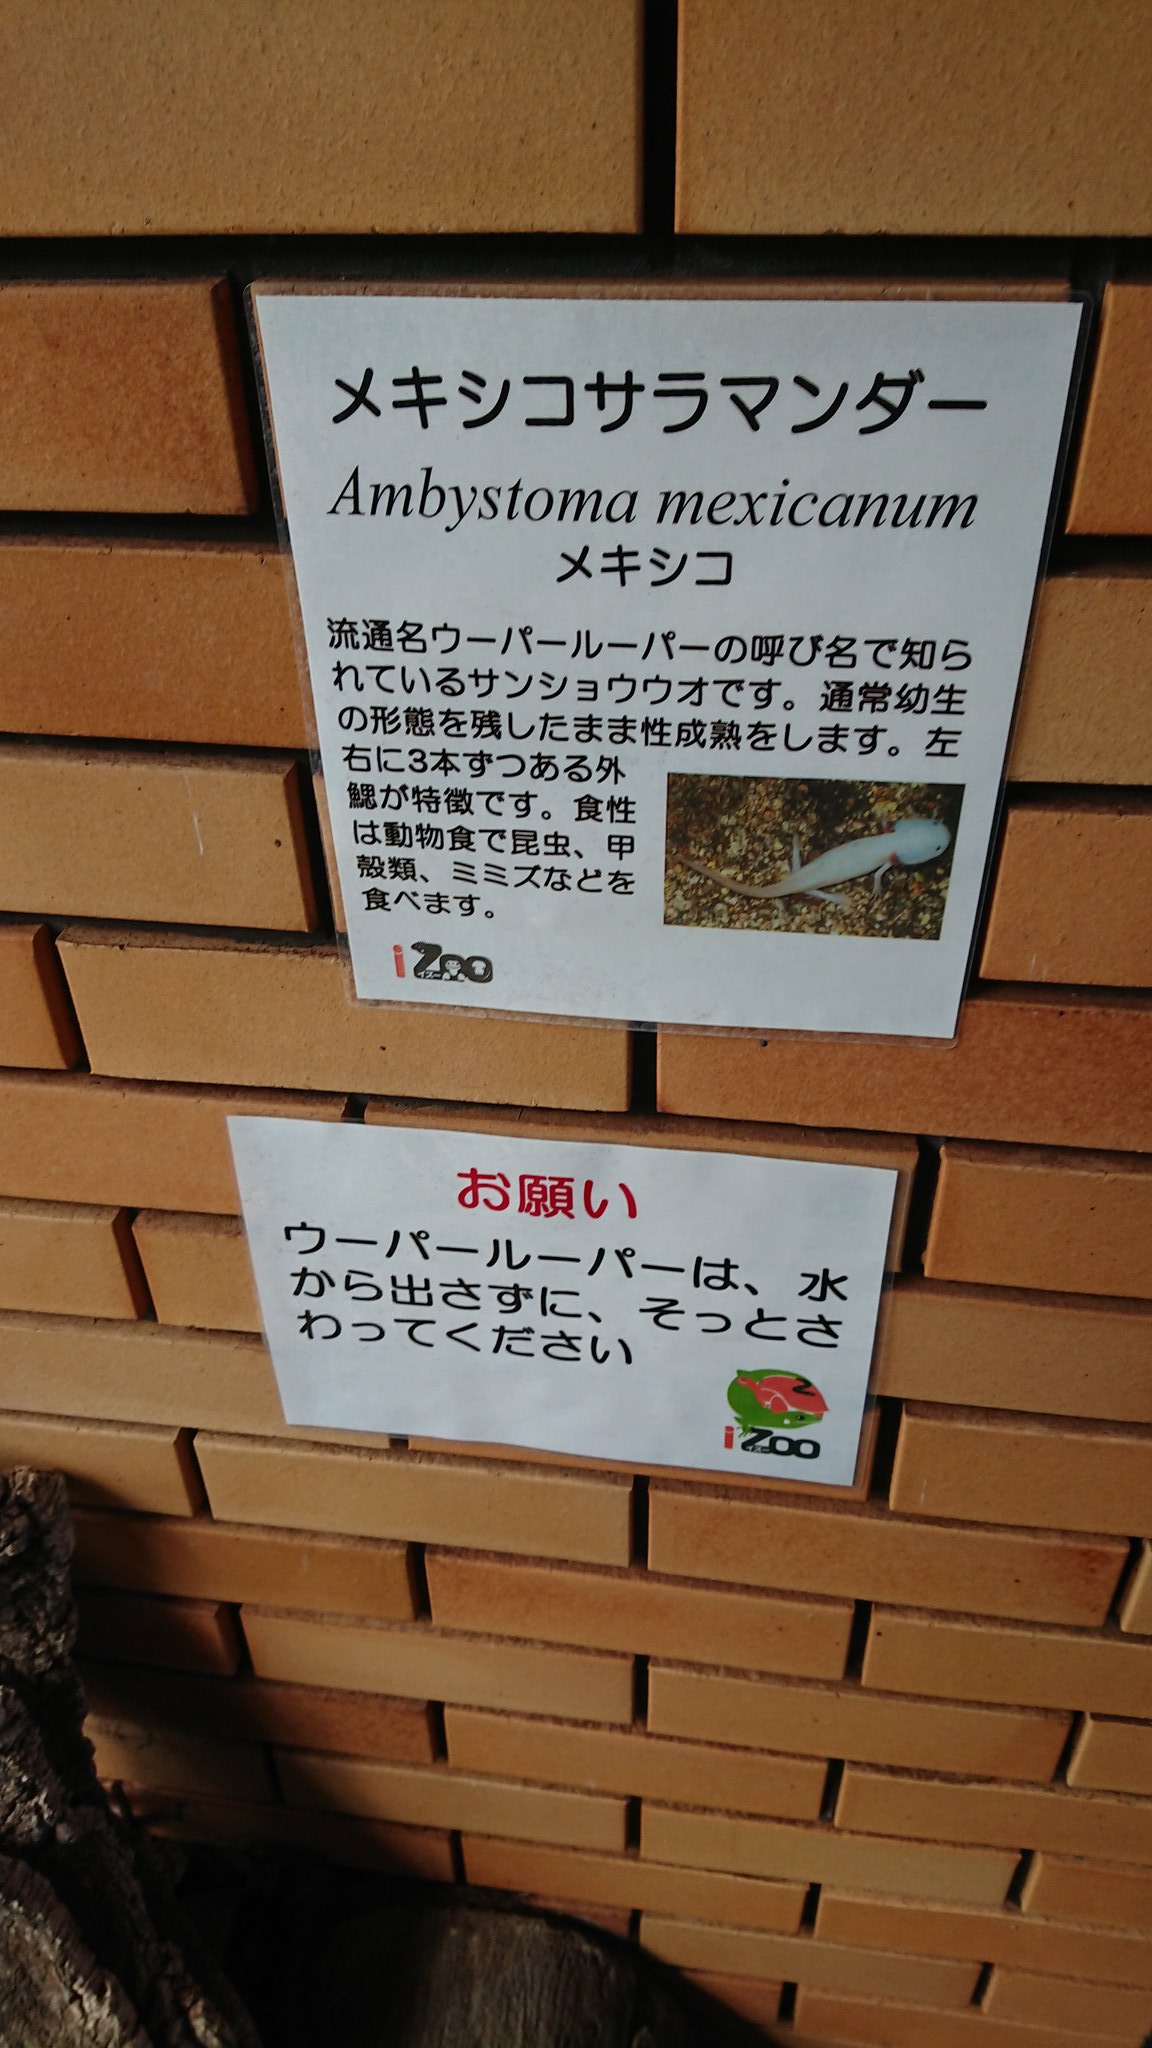 メキシコサラマンダー
Ambystoma mexicanum
メキシコ
流通名ウーパールーパーの呼び名で知ら
れているサンショウウオです。通常幼生
の形態を残したまま性成熟をします。左
右に3本ずつある外
鰓が特徴です。食性
は動物食で昆虫、甲
殻類、ミミズなどを
食べます。
iZoo
イズー
お願い
ウーパールーパーは、水
から出さずに、そっとさ
わってください
iZoo
イズー